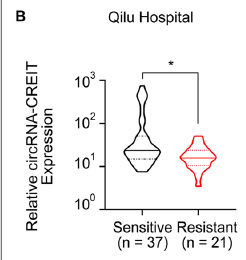 B
Qilu Hospital
*
Relative circRNA-CREIT
Expression
10³
10²
10¹
10⁰
Sensitive Resistant
(n = 37) (n = 21)